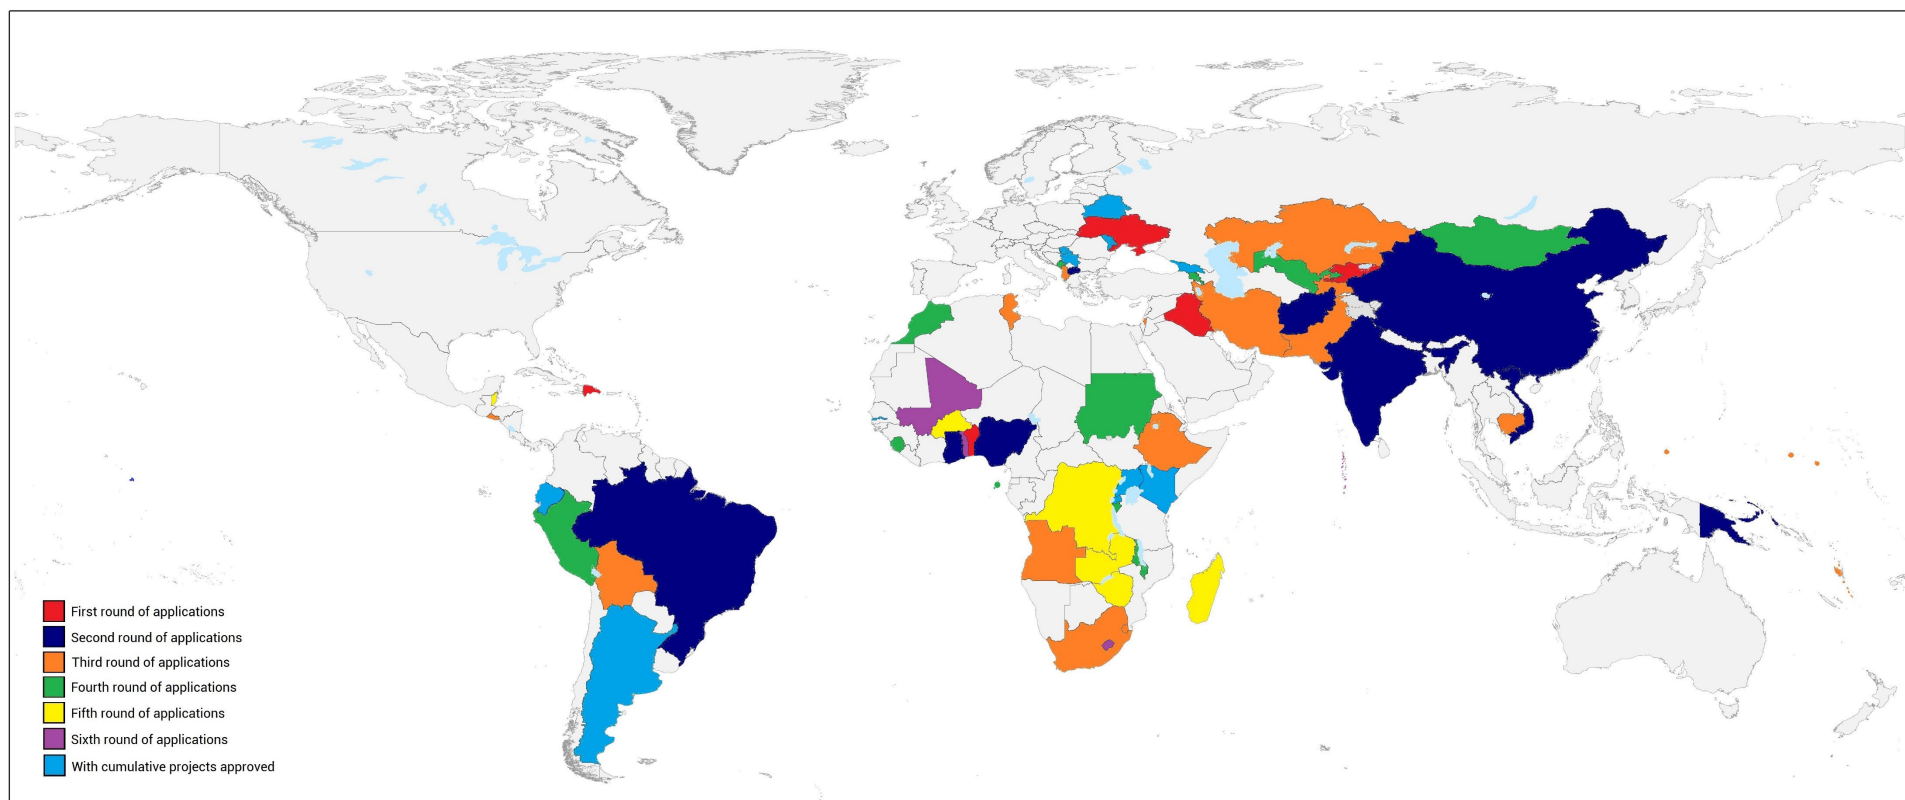 First round of applications
Second round of applications
Third round of applications
Fourth round of applications
Fifth round of applications
Sixth round of applications
With cumulative projects approved